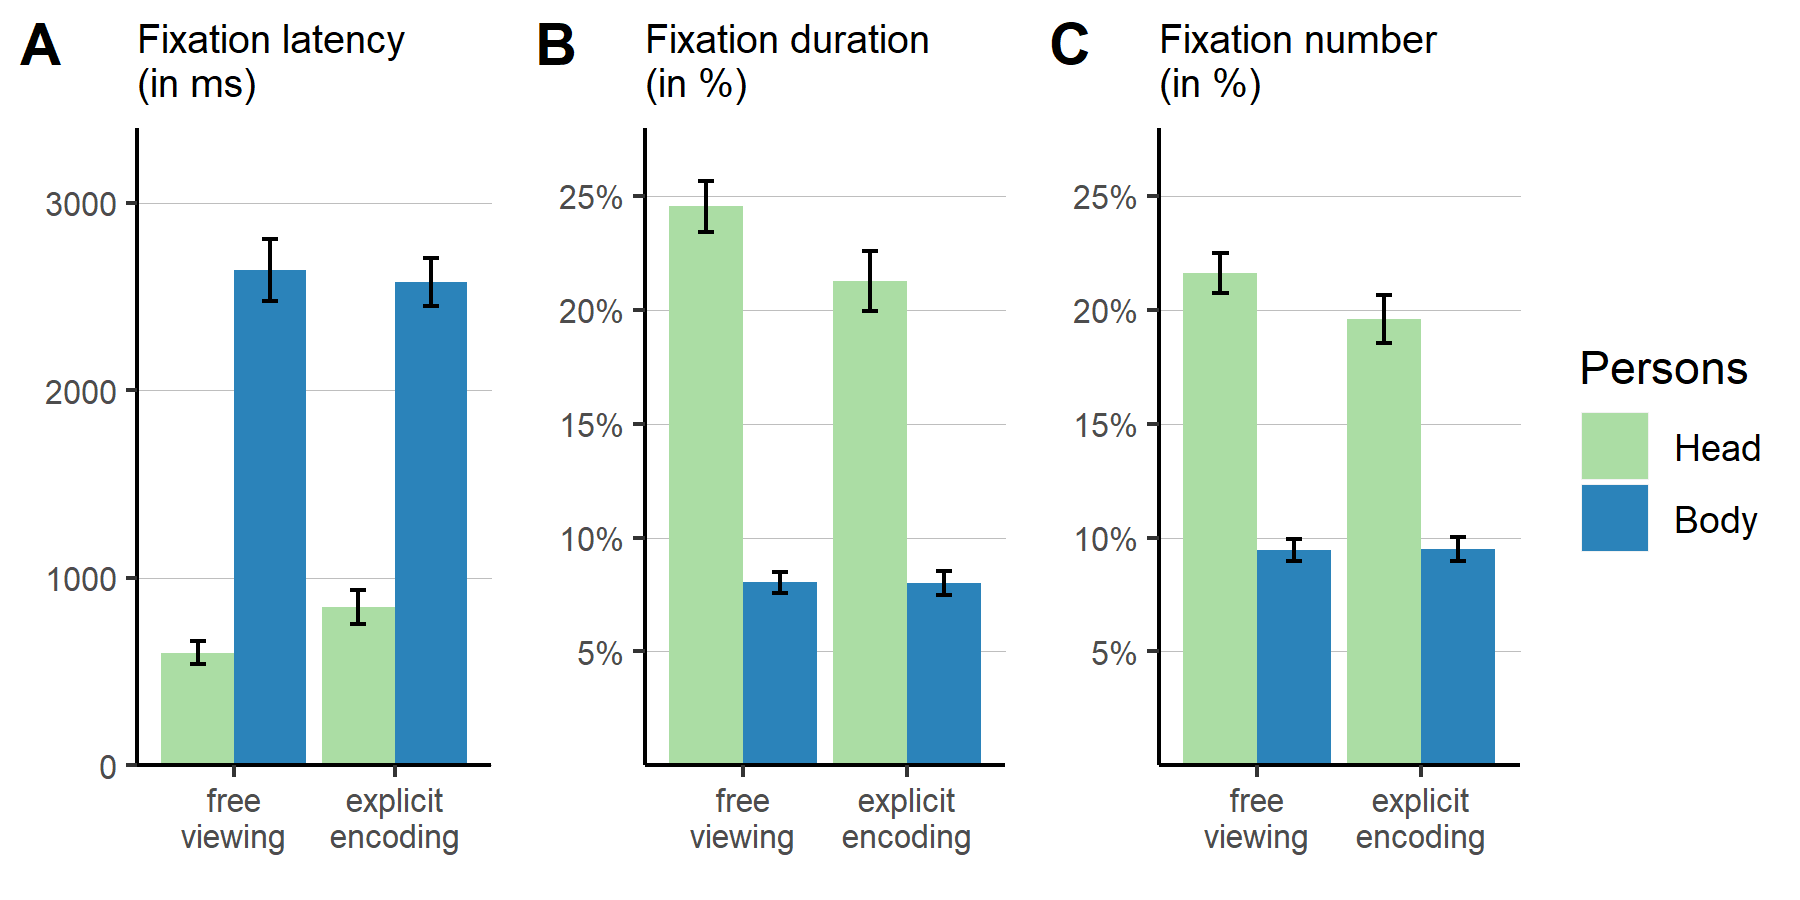 A
Fixation latency
(in ms)
3000
2000
1000
0
free
viewing
explicit
encoding
B
Fixation duration
(in %)
25%
20%
15%
10%
5%
free
viewing
explicit
encoding
C
Fixation number
(in %)
25%
20%
15%
10%
5%
free
viewing
explicit
encoding
Persons
Head
Body